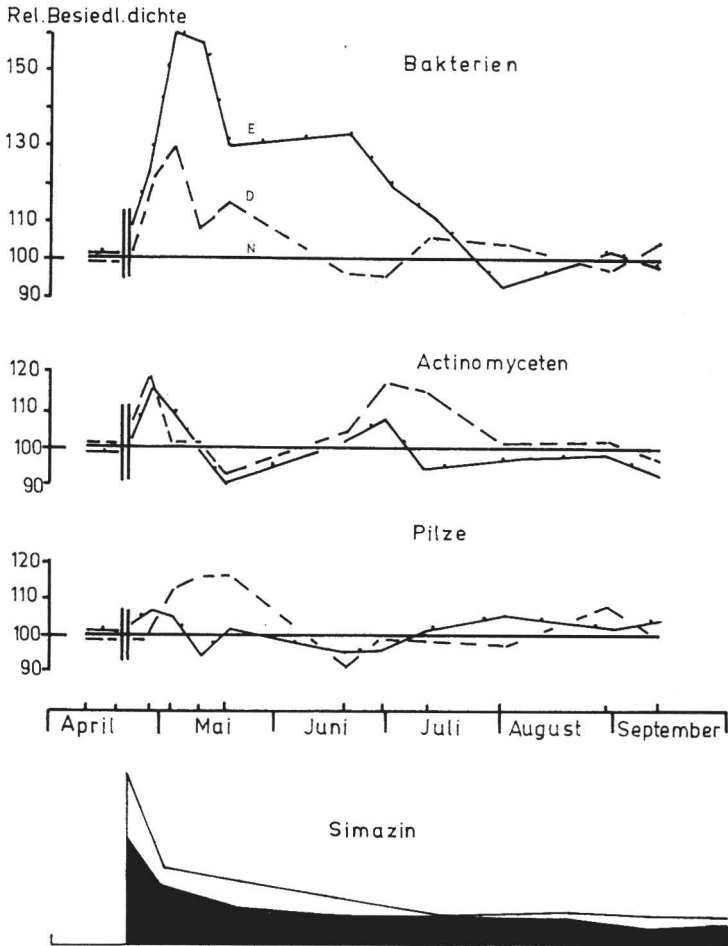 Rel.Besiedl.dichte
Bakterien
150
130
110
100
90
E
D
N
Actinomyceten
120
110
100
90
Pilze
120
110
100
90
April Mai Juni Juli August September
Simazin